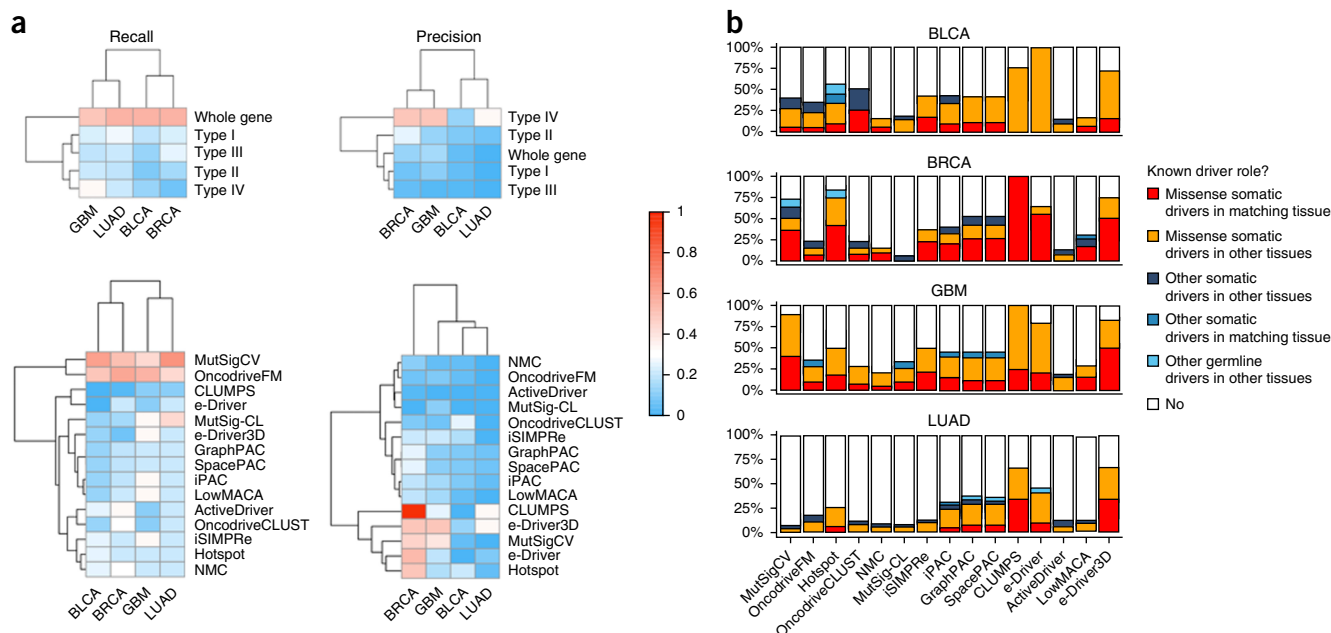 a
Recall
Whole gene
Type I
Type III
Type II
Type IV
GBM
LUAD
BLCA
BRCA
Precision
Type IV
Type II
Whole gene
Type I
Type III
BRCA
GBM
BLCA
LUAD
1
0.8
0.6
0.4
0.2
0
MutSigCV
OncodriveFM
CLUMPS
e-Driver
MutSig-CL
e-Driver3D
GraphPAC
SpacePAC
iPAC
LowMACA
ActiveDriver
OncodriveCLUST
iSIMPRe
Hotspot
NMC
BLCA
BRCA
GBM
LUAD
NMC
OncodriveFM
ActiveDriver
MutSig-CL
OncodriveCLUST
iSIMPRe
GraphPAC
SpacePAC
iPAC
LowMACA
CLUMPS
e-Driver3D
MutSigCV
e-Driver
Hotspot
BRCA
GBM
BLCA
LUAD
b
BLCA
100%
75%
50%
25%
0%
BRCA
100%
75%
50%
25%
0%
GBM
100%
75%
50%
25%
0%
LUAD
100%
75%
50%
25%
0%
MutSigCV
OncodriveFM
Hotspot
OncodriveCLUST
NMC
MutSig-CL
iSIMPRe
iPAC
GraphPAC
SpacePAC
CLUMPS
e-Driver
ActiveDriver
LowMACA
e-Driver3D
Known driver role?
Missense somatic
drivers in matching tissue
Missense somatic
drivers in other tissues
Other somatic
drivers in other tissues
Other somatic
drivers in matching tissue
Other germline
drivers in other tissues
No